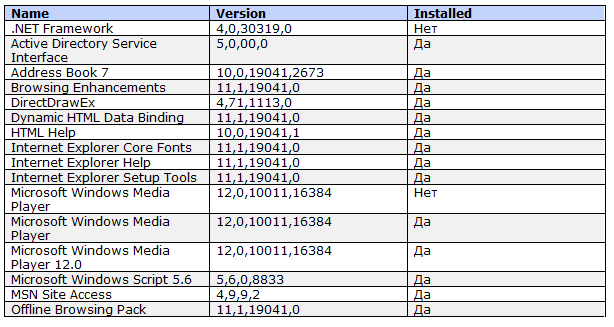 Name Version Installed
.NET Framework 4,0,30319,0 Нет
Active Directory Service 5,0,00,0 Да
Interface
Address Book 7 10,0,19041,2673 Да
Browsing Enhancements 11,1,19041,0 Да
DirectDrawEx 4,71,1113,0 Да
Dynamic HTML Data Binding 11,1,19041,0 Да
HTML Help 10,0,19041,1 Да
Internet Explorer Core Fonts 11,1,19041,0 Да
Internet Explorer Help 11,1,19041,0 Да
Internet Explorer Setup Tools 11,1,19041,0 Да
Microsoft Windows Media 12,0,10011,16384 Нет
Player
Microsoft Windows Media
Player 12,0,10011,16384 Да
Microsoft Windows Media
Player 12.0 12,0,10011,16384 Да
Microsoft Windows Script 5.6 5,6,0,8833 Да
MSN Site Access 4,9,9,2 Да
Offline Browsing Pack 11,1,19041,0 Да